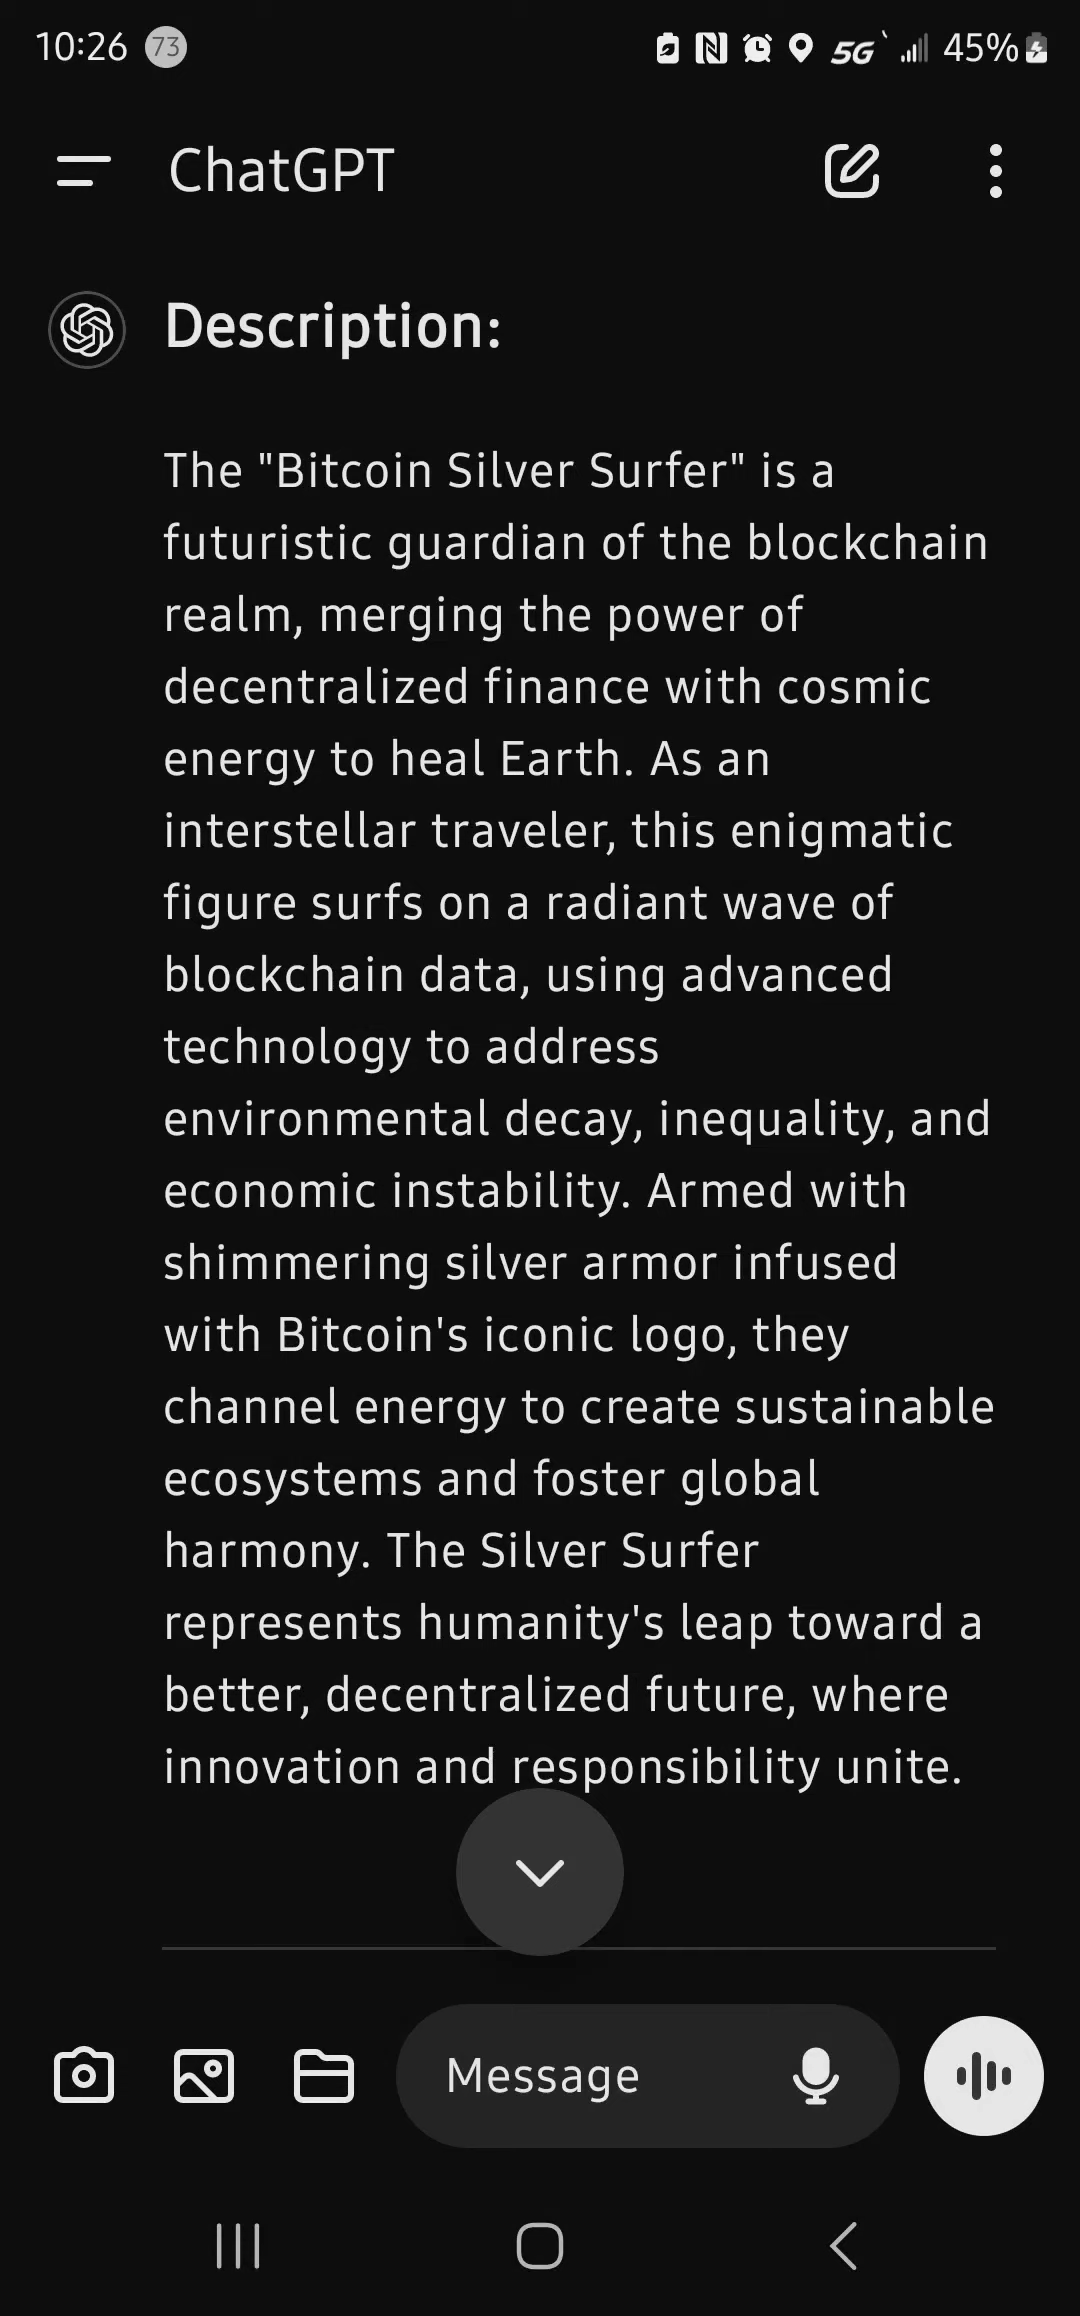 10:26 73 5G 45%
ChatGPT
Description:
The "Bitcoin Silver Surfer" is a
futuristic guardian of the blockchain
realm, merging the power of
decentralized finance with cosmic
energy to heal Earth. As an
interstellar traveler, this enigmatic
figure surfs on a radiant wave of
blockchain data, using advanced
technology to address
environmental decay, inequality, and
economic instability. Armed with
shimmering silver armor infused
with Bitcoin's iconic logo, they
channel energy to create sustainable
ecosystems and foster global
harmony. The Silver Surfer
represents humanity's leap toward a
better, decentralized future, where
innovation and responsibility unite.
Message